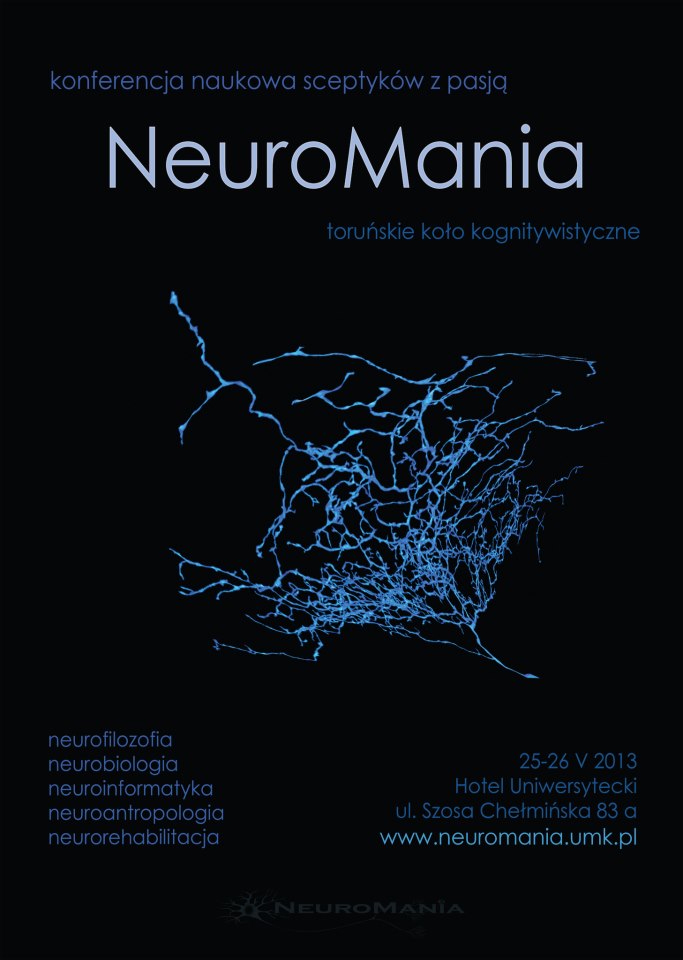 konferencja naukowa sceptyków z pasją
NeuroMania
toruńskie koło kognitywistyczne
neurofilozofia
neurobiologia
neuroinformatyka
neuroantropologia
neurorehabilitacja
25-26 V 2013
Hotel Uniwersytecki
ul. Szosa Chełmińska 83 a
www.neuromania.umk.pl
NEUROMANIA